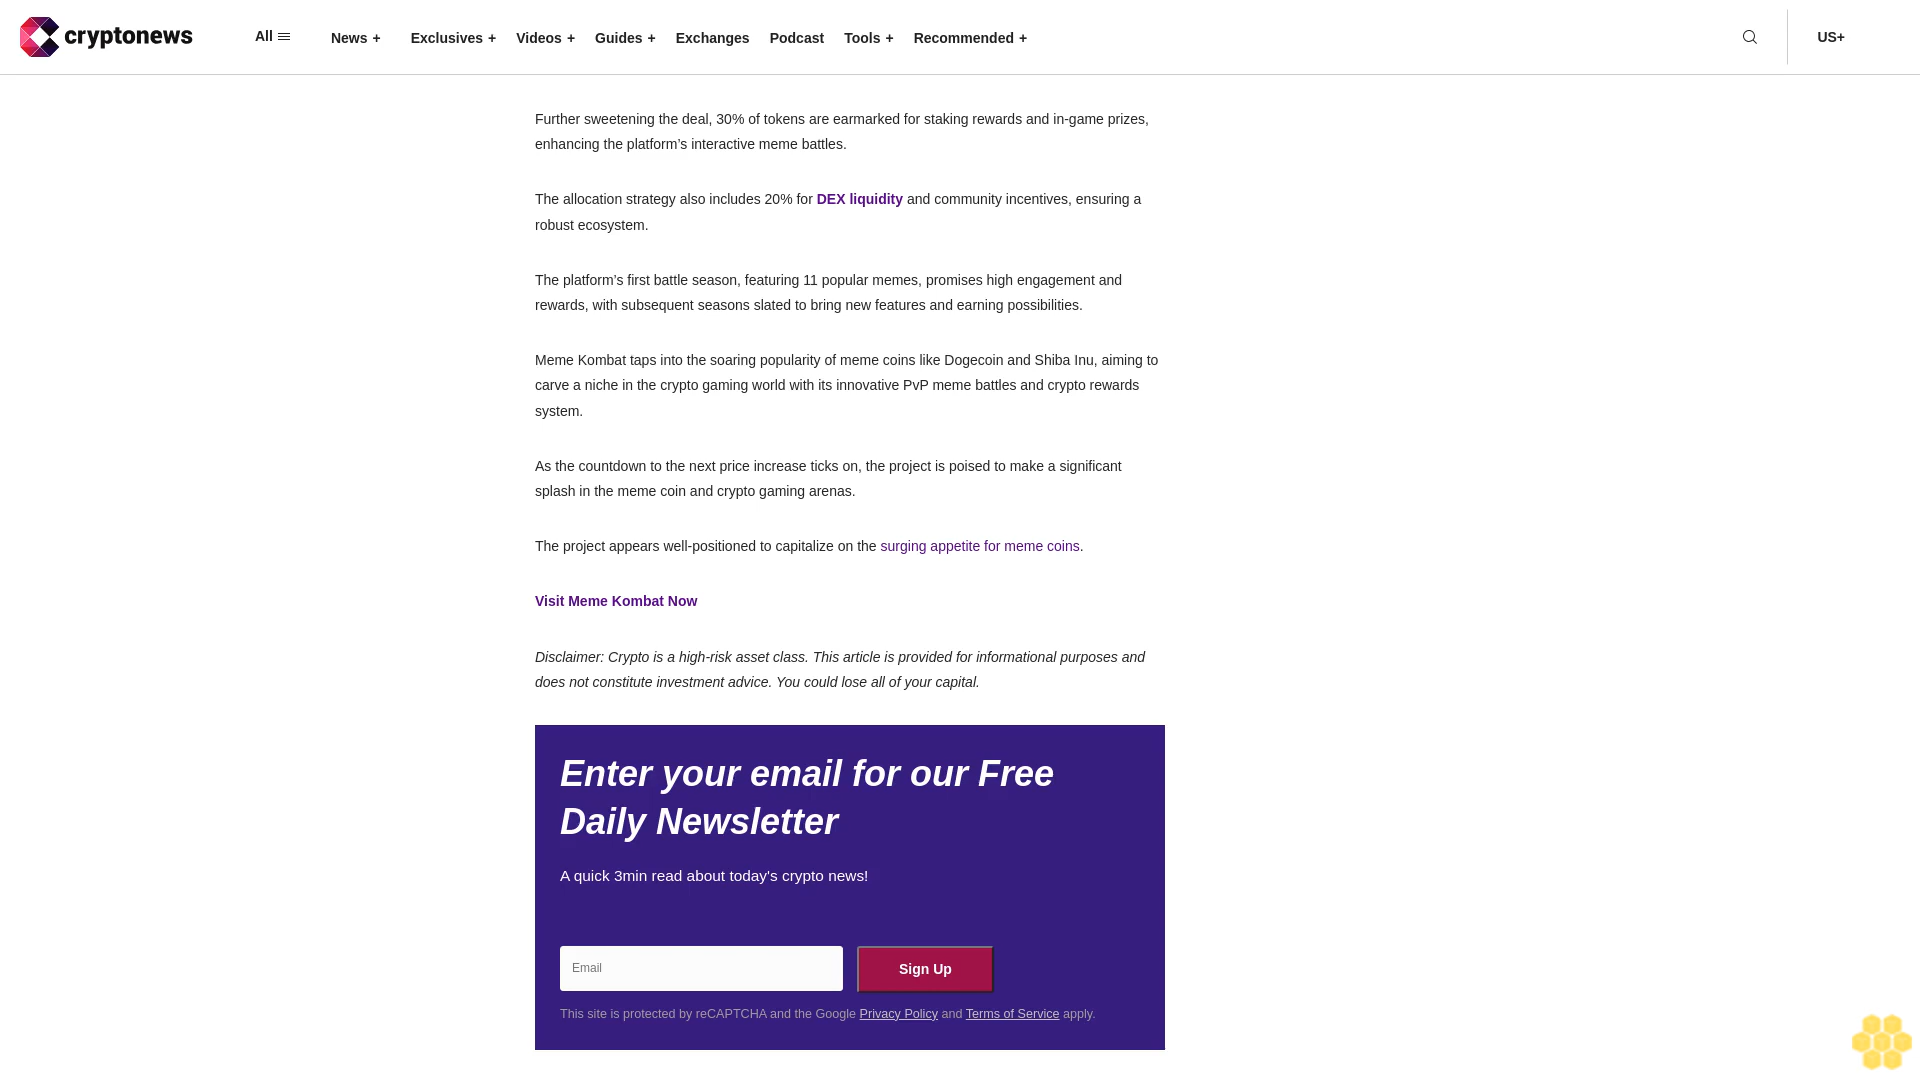 cryptonews All News + Exclusives + Videos + Guides + Exchanges Podcast Tools + Recommended + US+
Further sweetening the deal, 30% of tokens are earmarked for staking rewards and in-game prizes,
enhancing the platform’s interactive meme battles.
The allocation strategy also includes 20% for DEX liquidity and community incentives, ensuring a
robust ecosystem.
The platform’s first battle season, featuring 11 popular memes, promises high engagement and
rewards, with subsequent seasons slated to bring new features and earning possibilities.
Meme Kombat taps into the soaring popularity of meme coins like Dogecoin and Shiba Inu, aiming to
carve a niche in the crypto gaming world with its innovative PvP meme battles and crypto rewards
system.
As the countdown to the next price increase ticks on, the project is poised to make a significant
splash in the meme coin and crypto gaming arenas.
The project appears well-positioned to capitalize on the surging appetite for meme coins.
Visit Meme Kombat Now
Disclaimer: Crypto is a high-risk asset class. This article is provided for informational purposes and
does not constitute investment advice. You could lose all of your capital.
Enter your email for our Free
Daily Newsletter
A quick 3min read about today's crypto news!
Email Sign Up
This site is protected by reCAPTCHA and the Google Privacy Policy and Terms of Service apply.